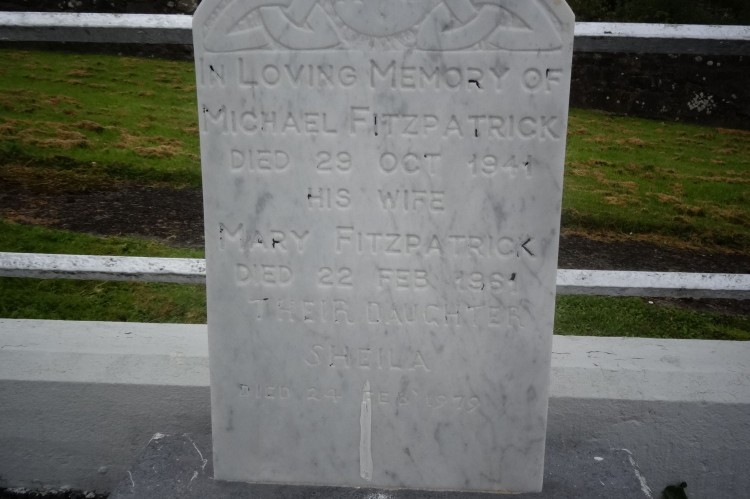 IN LOVING MEMORY OF
MICHAEL FITZPATRICK
DIED 29 OCT 1941
HIS WIFE
MARY FITZPATRICK
DIED 22 FEB 1961
THEIR DAUGHTER
SHEILA
DIED 24 FEB 1979